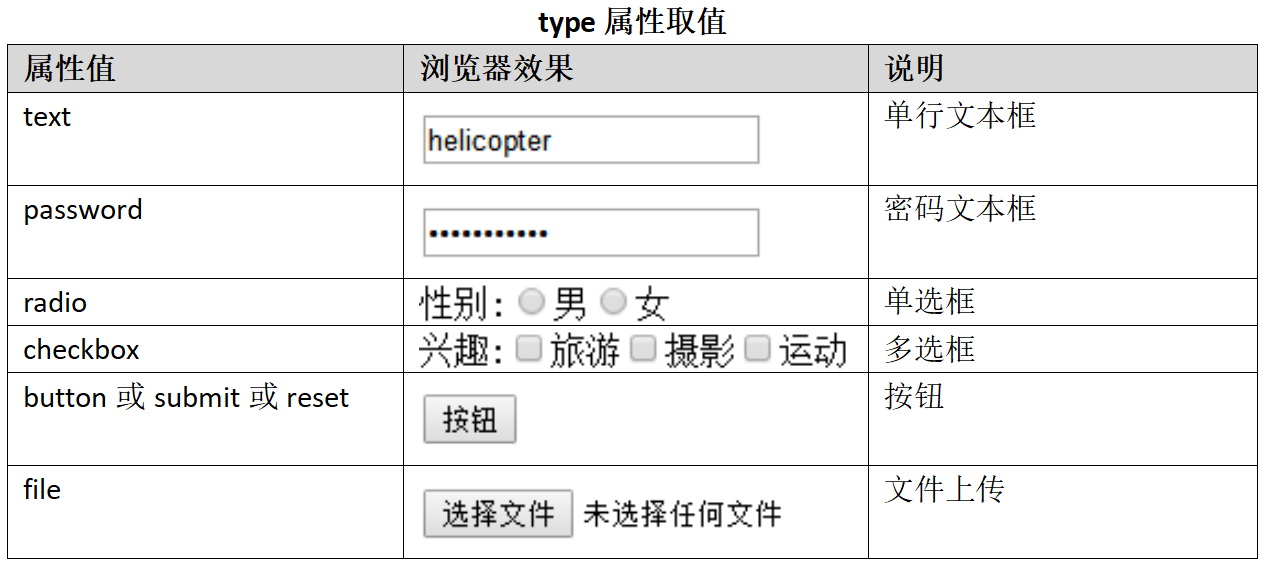 type 属性取值
属性值 浏览器效果 说明
text helicopter 单行文本框
password ••••••••••• 密码文本框
radio 性别: 男 女 单选框
checkbox 兴趣: 旅游 摄影 运动 多选框
button 或 submit 或 reset 按钮 按钮
file 选择文件 未选择任何文件 文件上传